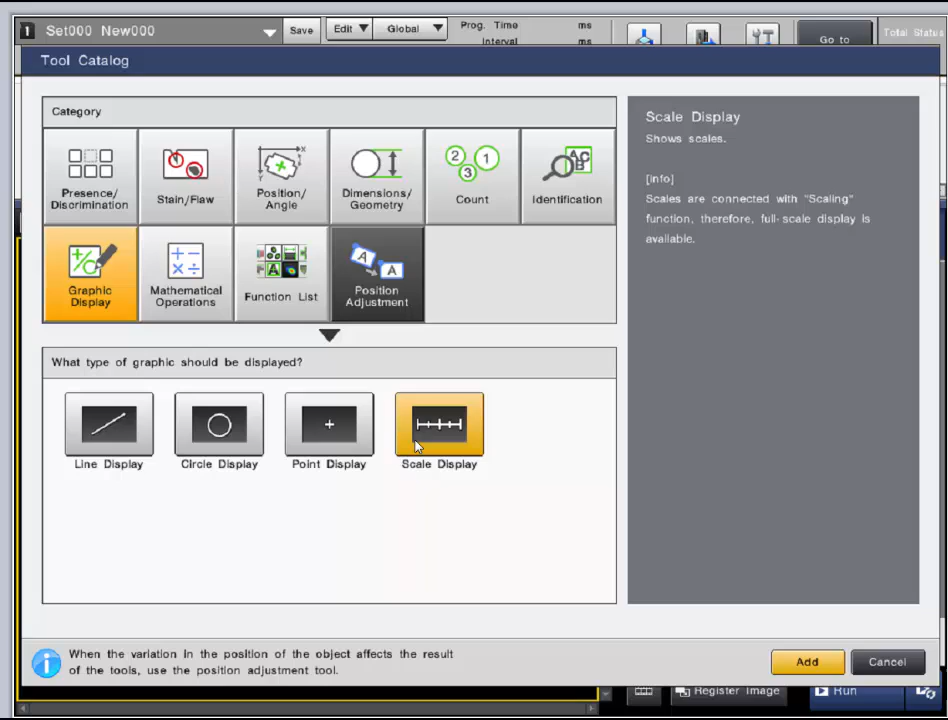 1 Set000 New000
Save
Edit
Global
Prog. Time ms
Interval ms
Go to
Total Status
Tool Catalog
Category
Presence/
Discrimination
Stain/Flaw
Position/
Angle
Dimensions/
Geometry
Count
Identification
Graphic
Display
Mathematical
Operations
Function List
Position
Adjustment
What type of graphic should be displayed?
Line Display
Circle Display
Point Display
Scale Display
Scale Display
Shows scales.
[Info]
Scales are connected with "Scaling"
function, therefore, full-scale display is
available.
When the variation in the position of the object affects the result
of the tools, use the position adjustment tool.
Add
Cancel
Register Image
Run